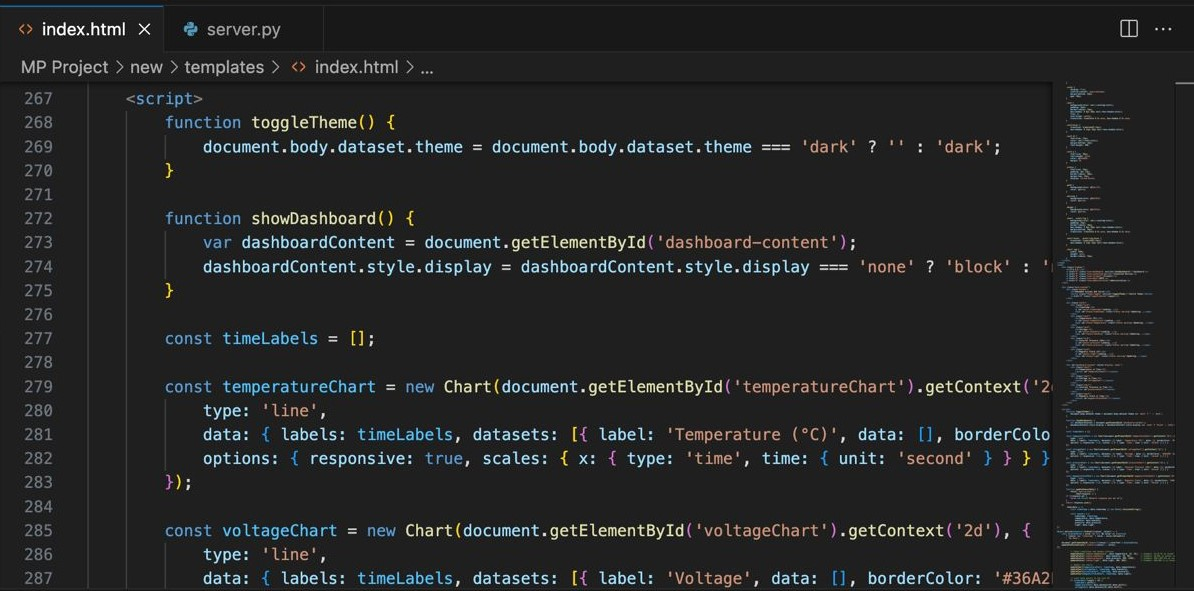 index.html
server.py
MP Project > new > templates > <> index.html > ...
267 <script>
268 function toggleTheme() {
269 document.body.dataset.theme = document.body.dataset.theme === 'dark' ? '' : 'dark';
270 }
271
272 function showDashboard() {
273 var dashboardContent = document.getElementById('dashboard-content');
274 dashboardContent.style.display = dashboardContent.style.display === 'none' ? 'block' : '
275 }
276
277 const timeLabels = [];
278
279 const temperatureChart = new Chart(document.getElementById('temperatureChart').getContext('2d
280 type: 'line',
281 data: { labels: timeLabels, datasets: [{ label: 'Temperature (°C)', data: [], borderColo
282 options: { responsive: true, scales: { x: { type: 'time', time: { unit: 'second' } } } }
283 });
284
285 const voltageChart = new Chart(document.getElementById('voltageChart').getContext('2d'), {
286 type: 'line',
287 data: { labels: timeLabels, datasets: [{ label: 'Voltage', data: [], borderColor: '#36A2